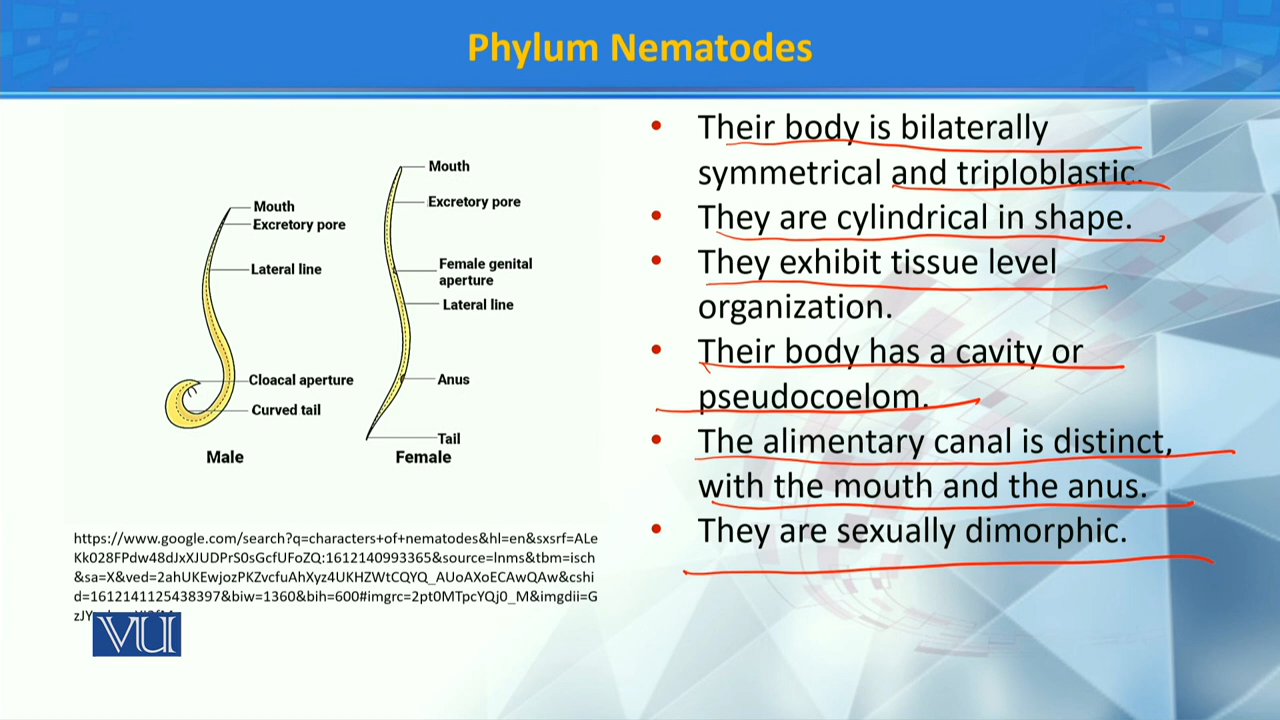 Phylum Nematodes
Mouth
Excretory pore
Lateral line
Cloacal aperture
Curved tail
Male
Mouth
Excretory pore
Female genital
aperture
Lateral line
Anus
Tail
Female
https://www.google.com/search?q=characters+of+nematodes&hl=en&sxsrf=ALe
Kk028FPdw48dJxXJUDPrS0sGcfUFoZQ:1612140993365&source=lnms&tbm=isch
&sa=X&ved=2ahUKEwjozPKZvcfuAhXyz4UKHZWtCQYQ_AUoAXoECAwQAw&cshi
d=1612141125438397&biw=1360&bih=600#imgrc=2pt0MTpcYQj0_M&imgdii=G
VU
• Their body is bilaterally
symmetrical and triploblastic.
• They are cylindrical in shape.
• They exhibit tissue level
organization.
• Their body has a cavity or
pseudocoelom.
• The alimentary canal is distinct,
with the mouth and the anus.
• They are sexually dimorphic.